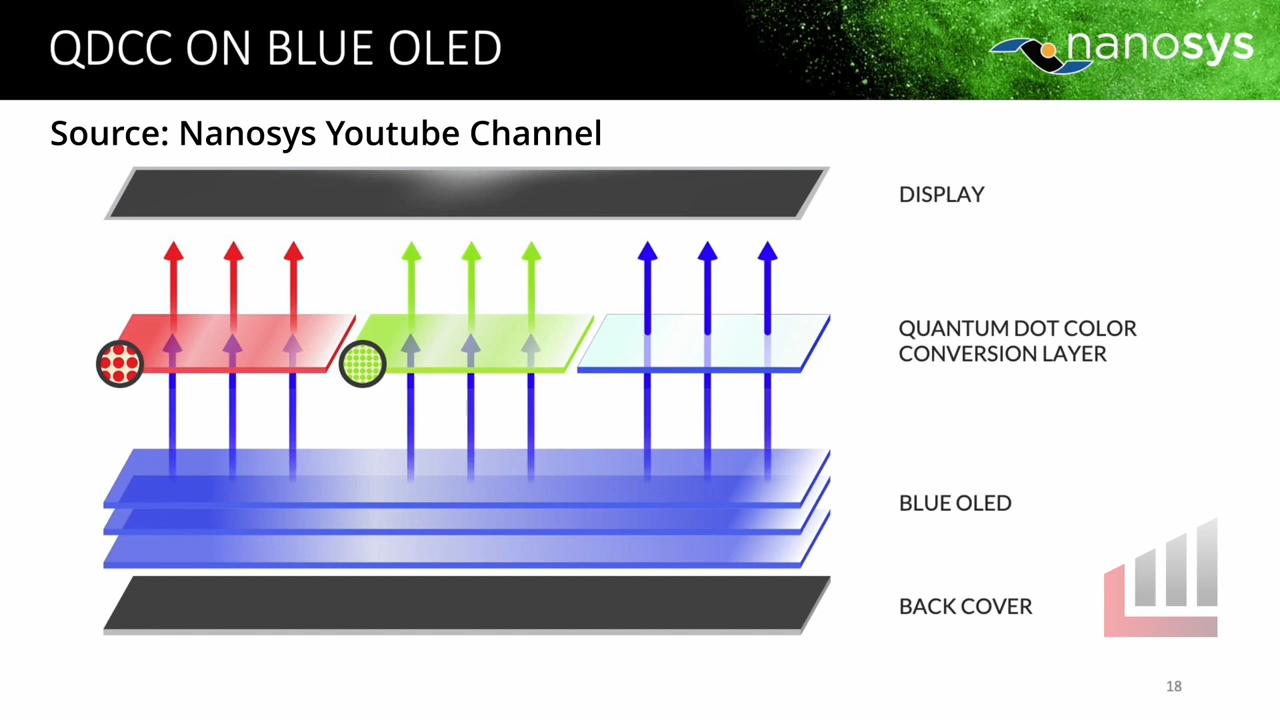 QDCC ON BLUE OLED
nanosys
Source: Nanosys Youtube Channel
DISPLAY
QUANTUM DOT COLOR
CONVERSION LAYER
BLUE OLED
BACK COVER
18